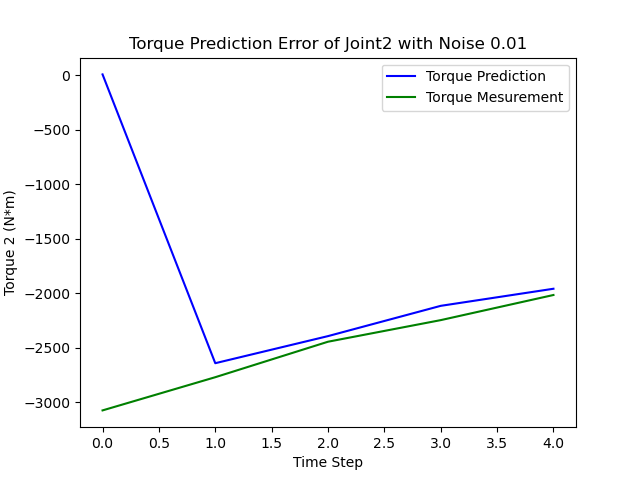 Torque Prediction Error of Joint2 with Noise 0.01
Torque Prediction
Torque Mesurement
Torque 2 (N*m)
0
−500
−1000
−1500
−2000
−2500
−3000
0.0 0.5 1.0 1.5 2.0 2.5 3.0 3.5 4.0
Time Step